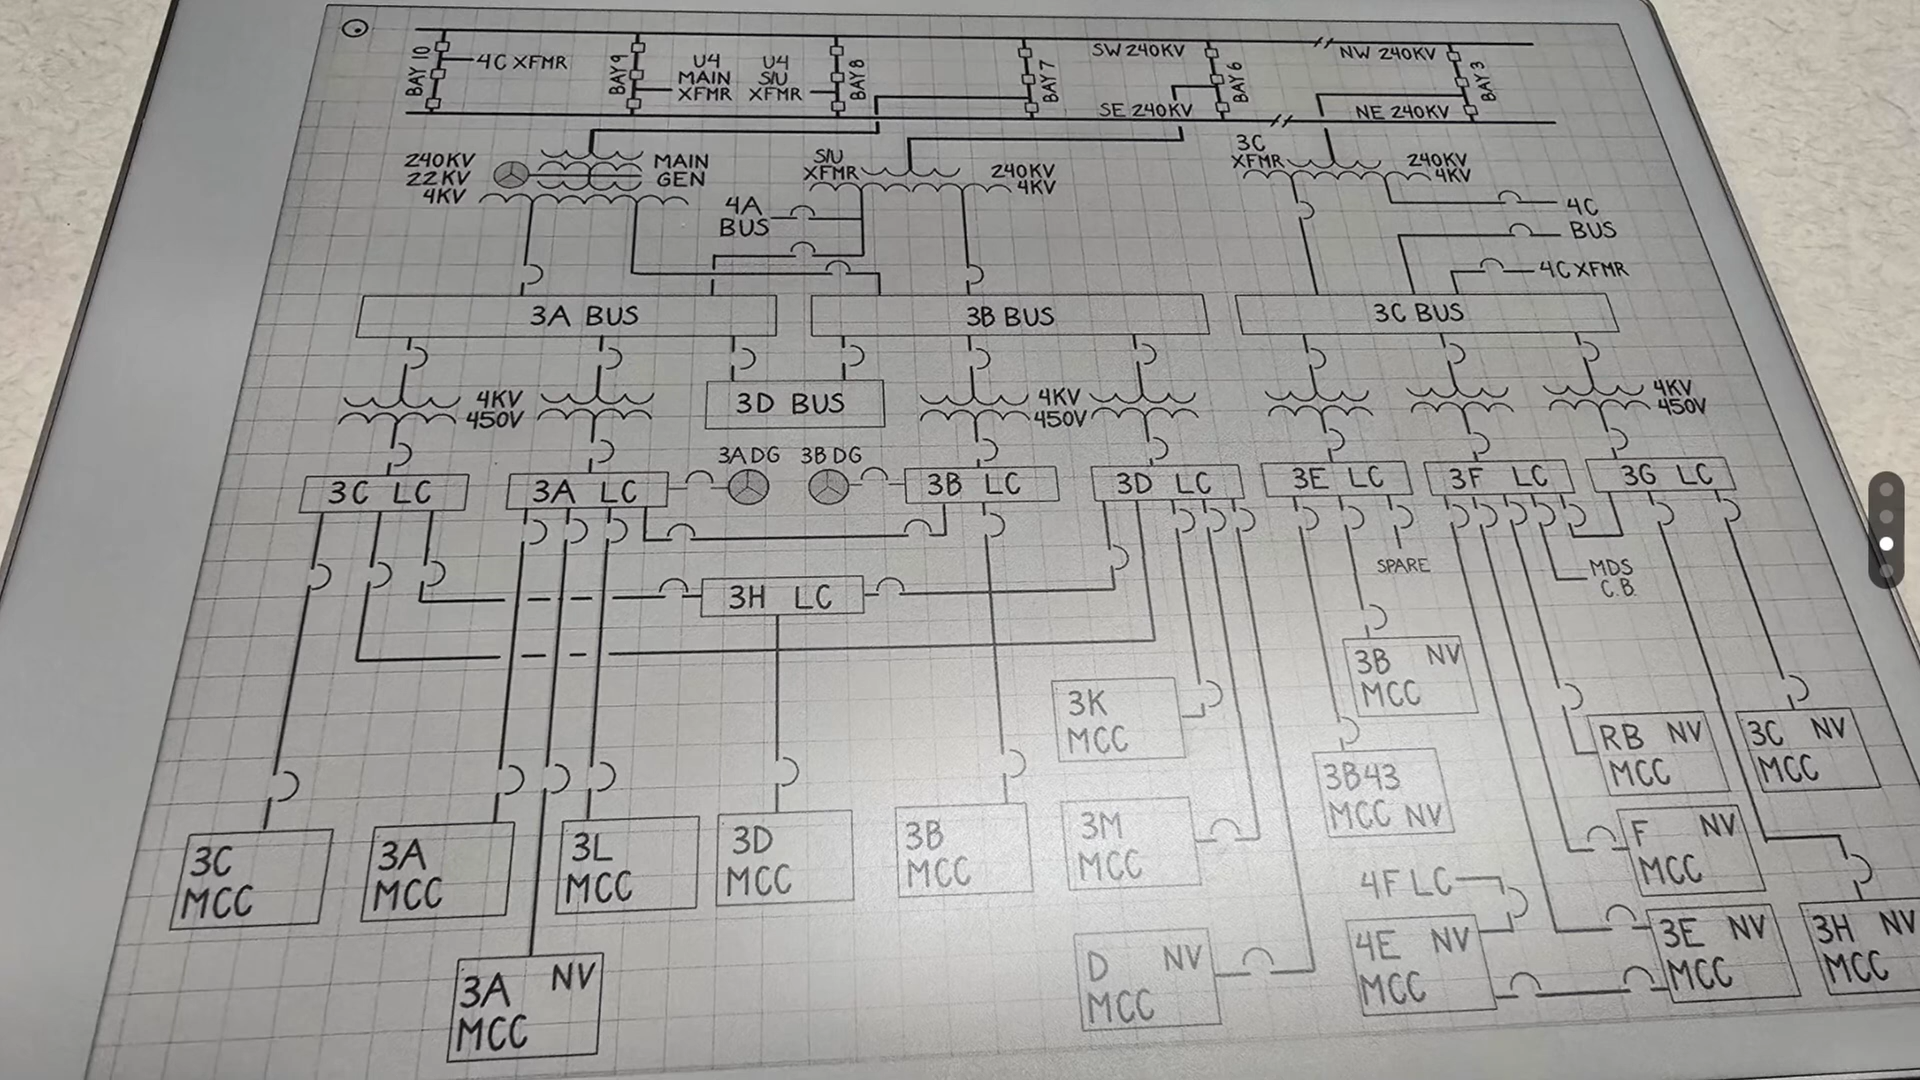 BAY 10
4C XFMR
BAY 9
U4
MAIN
XFMR
U4
S/U
XFMR
BAY 8
BAY 7
SW 240KV
SE 240KV
BAY 6
NW 240KV
NE 240KV
BAY 3
240KV
22KV
4KV
MAIN
GEN
S/U
XFMR
240KV
4KV
3C
XFMR
240KV
4KV
4A
BUS
4C
BUS
4C XFMR
3A BUS
3B BUS
3C BUS
4KV
450V
3D BUS
4KV
450V
4KV
450V
3C LC
3A LC
3A DG
3B DG
3B LC
3D LC
3E LC
3F LC
3G LC
SPARE
MDS
C.B.
3H LC
3B NV
MCC
3K
MCC
RB NV
MCC
3C NV
MCC
3B43
MCC NV
3C
MCC
3A
MCC
3L
MCC
3D
MCC
3B
MCC
3M
MCC
F NV
MCC
4F LC
3A NV
MCC
D NV
MCC
4E NV
MCC
3E NV
MCC
3H NV
MCC